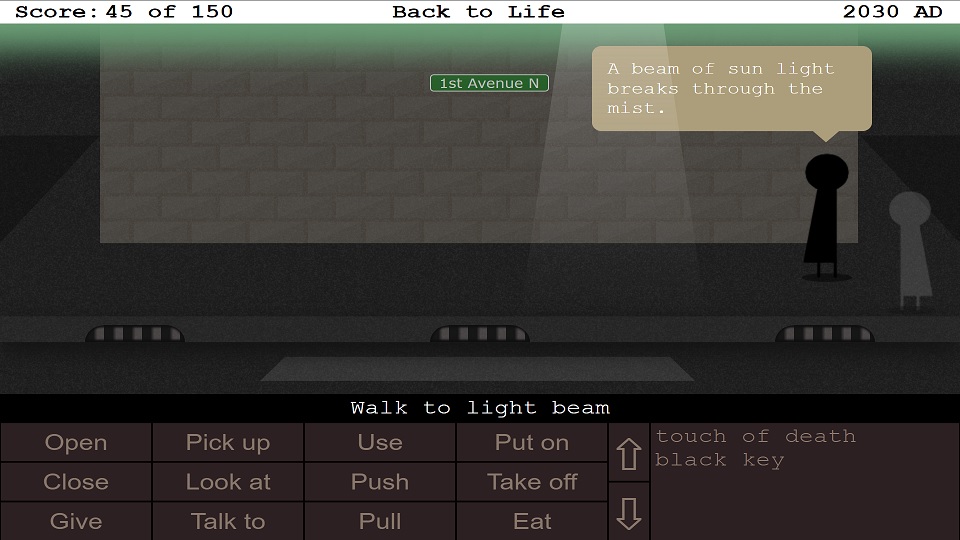 Score: 45 of 150 Back to Life 2030 AD
1st Avenue N
A beam of sun light
breaks through the
mist.
Walk to light beam
Open Pick up Use Put on
Close Look at Push Take off
Give Talk to Pull Eat
touch of death
black key